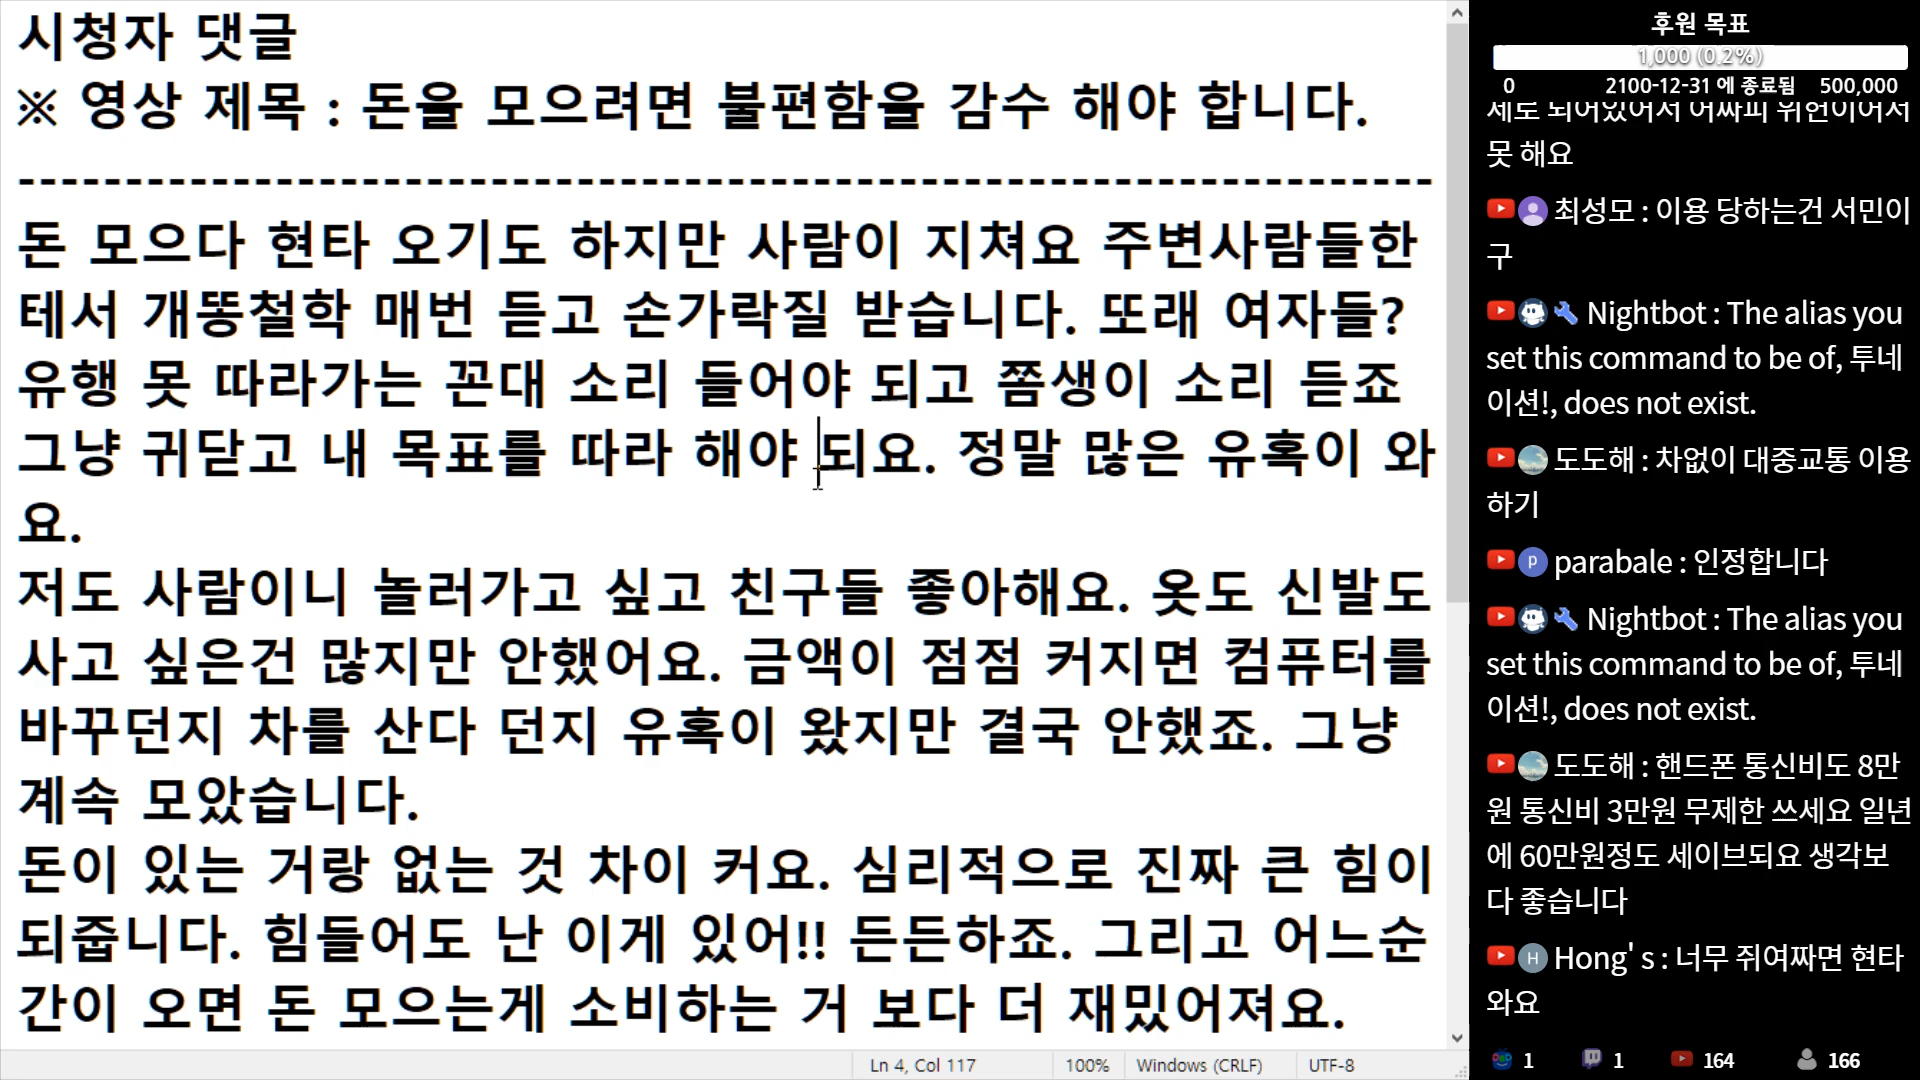 시청자 댓글
※ 영상 제목 : 돈을 모으려면 불편함을 감수 해야 합니다.
--------------------------------------------------------
돈 모으다 현타 오기도 하지만 사람이 지쳐요 주변사람들한
테서 개똥철학 매번 듣고 손가락질 받습니다. 또래 여자들?
유행 못 따라가는 꼰대 소리 들어야 되고 쫌생이 소리 듣죠
그냥 귀닫고 내 목표를 따라 해야 되요. 정말 많은 유혹이 와
요.
저도 사람이니 놀러가고 싶고 친구들 좋아해요. 옷도 신발도
사고 싶은건 많지만 안했어요. 금액이 점점 커지면 컴퓨터를
바꾸던지 차를 산다 던지 유혹이 왔지만 결국 안했죠. 그냥
계속 모았습니다.
돈이 있는 거랑 없는 것 차이 커요. 심리적으로 진짜 큰 힘이
되줍니다. 힘들어도 난 이게 있어!! 든든하죠. 그리고 어느순
간이 오면 돈 모으는게 소비하는 거 보다 더 재밌어져요.
Ln 4, Col 117
100%
Windows (CRLF)
UTF-8
후원 목표
1,000 (0.2%)
0 2100-12-31 에 종료됨 500,000
세로 되어있어서 어짜피 위헌이어서
못 해요
최성모 : 이용 당하는건 서민이
구
Nightbot : The alias you
set this command to be of, 투네
이션!, does not exist.
도도해 : 차없이 대중교통 이용
하기
parabale : 인정합니다
Nightbot : The alias you
set this command to be of, 투네
이션!, does not exist.
도도해 : 핸드폰 통신비도 8만
원 통신비 3만원 무제한 쓰세요 일년
에 60만원정도 세이브되요 생각보
다 좋습니다
Hong' s : 너무 쥐여짜면 현타
와요
1 1 164 166